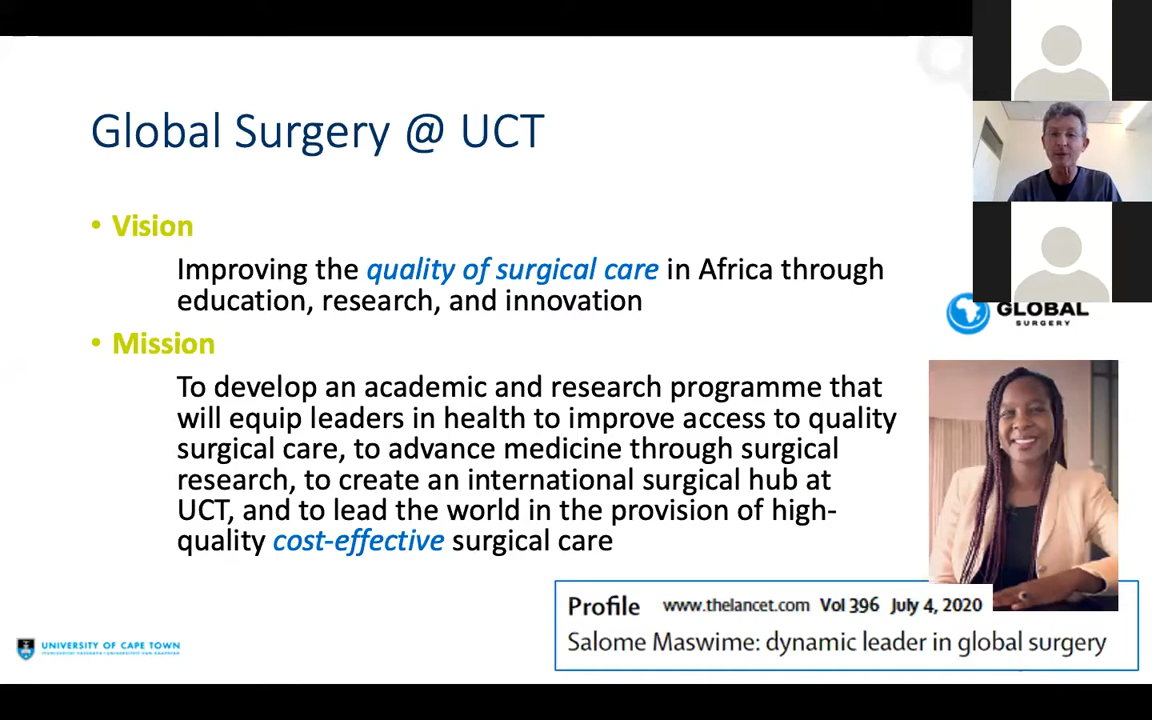 Global Surgery @ UCT
• Vision
Improving the quality of surgical care in Africa through
education, research, and innovation
• Mission
To develop an academic and research programme that
will equip leaders in health to improve access to quality
surgical care, to advance medicine through surgical
research, to create an international surgical hub at
UCT, and to lead the world in the provision of high-
quality cost-effective surgical care
GLOBAL
SURGERY
Profile www.thelancet.com Vol 396 July 4, 2020
Salome Maswime: dynamic leader in global surgery
UNIVERSITY OF CAPE TOWN